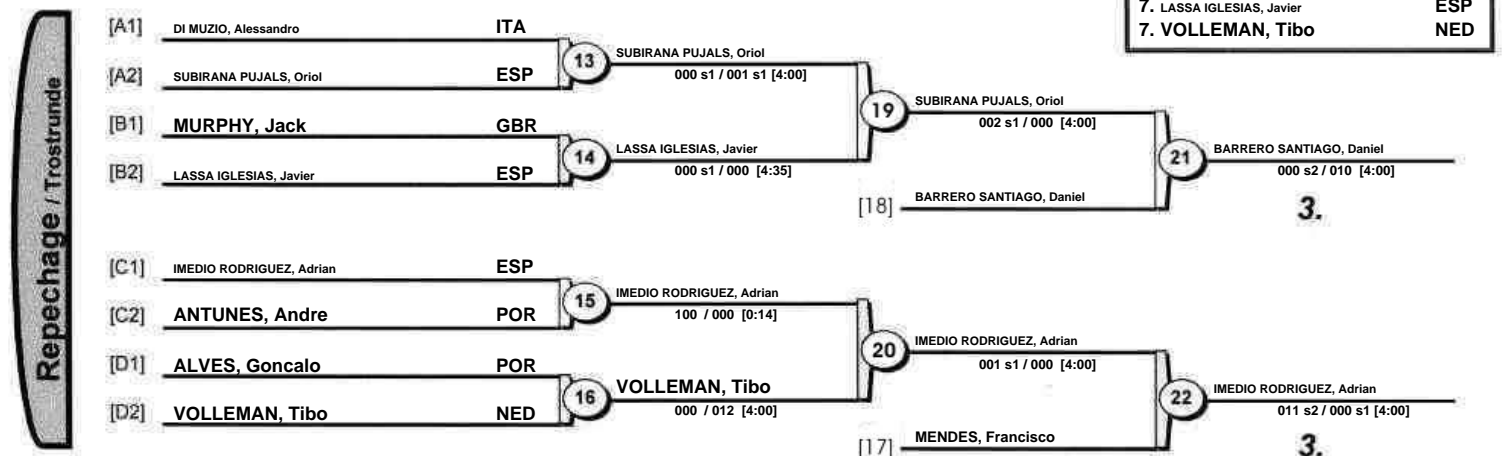 7. LASSA IGLESIAS, Javier ESP
7. VOLLEMAN, Tibo NED
Repechage / Trostrunde
[A1] DI MUZIO, Alessandro ITA
13 SUBIRANA PUJALS, Oriol
000 s1 / 001 s1 [4:00]
[A2] SUBIRANA PUJALS, Oriol ESP
19 SUBIRANA PUJALS, Oriol
002 s1 / 000 [4:00]
[B1] MURPHY, Jack GBR
14 LASSA IGLESIAS, Javier
000 s1 / 000 [4:35]
[B2] LASSA IGLESIAS, Javier ESP
21 BARRERO SANTIAGO, Daniel
000 s2 / 010 [4:00]
[18] BARRERO SANTIAGO, Daniel
3.
[C1] IMEDIO RODRIGUEZ, Adrian ESP
15 IMEDIO RODRIGUEZ, Adrian
100 / 000 [0:14]
[C2] ANTUNES, Andre POR
20 IMEDIO RODRIGUEZ, Adrian
001 s1 / 000 [4:00]
[D1] ALVES, Goncalo POR
16 VOLLEMAN, Tibo
000 / 012 [4:00]
[D2] VOLLEMAN, Tibo NED
22 IMEDIO RODRIGUEZ, Adrian
011 s2 / 000 s1 [4:00]
[17] MENDES, Francisco
3.